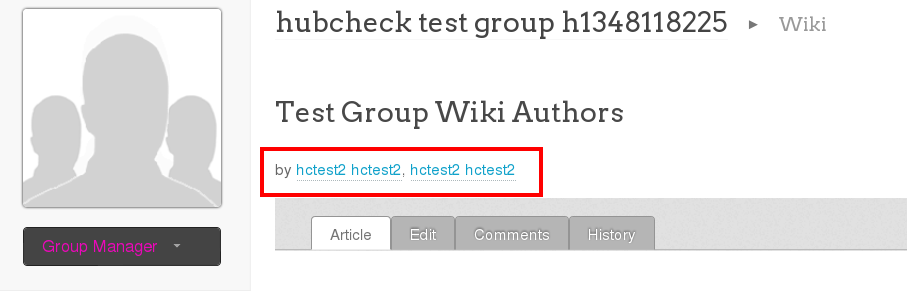 hubcheck test group h1348118225 ▸ Wiki
Test Group Wiki Authors
by hctest2 hctest2, hctest2 hctest2
Group Manager
Article Edit Comments History